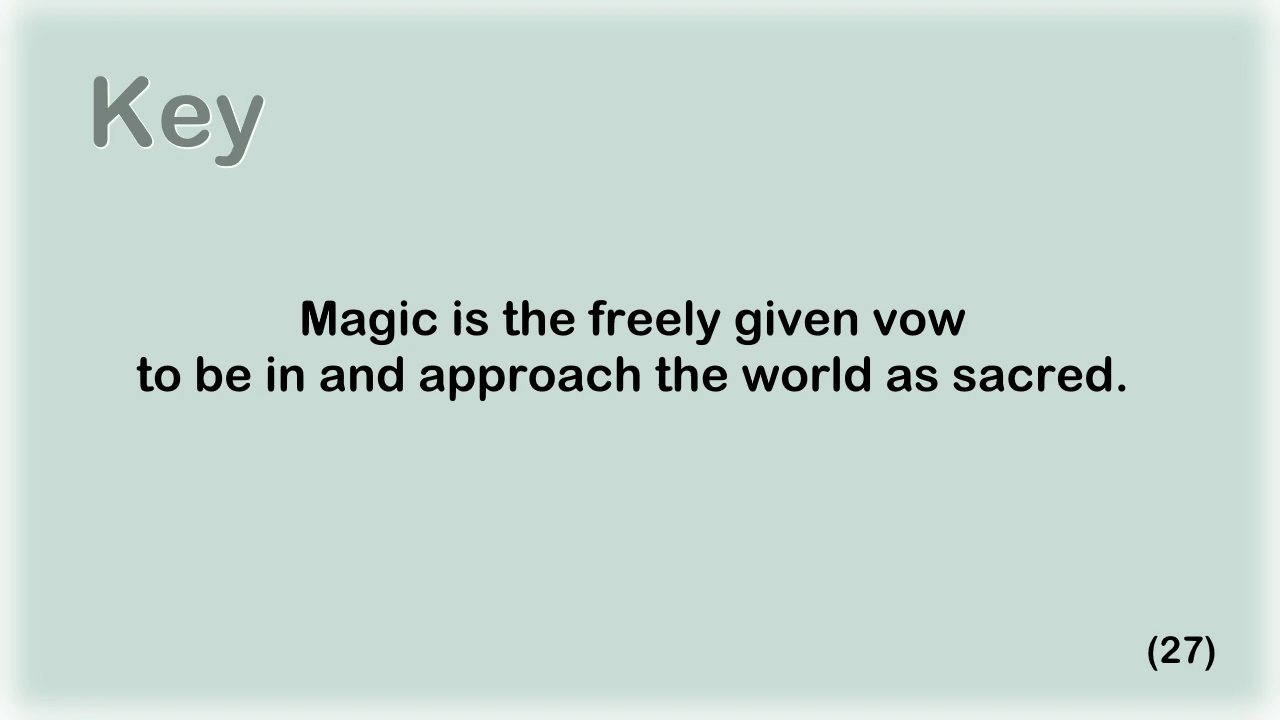 Key
Magic is the freely given vow
to be in and approach the world as sacred.
(27)